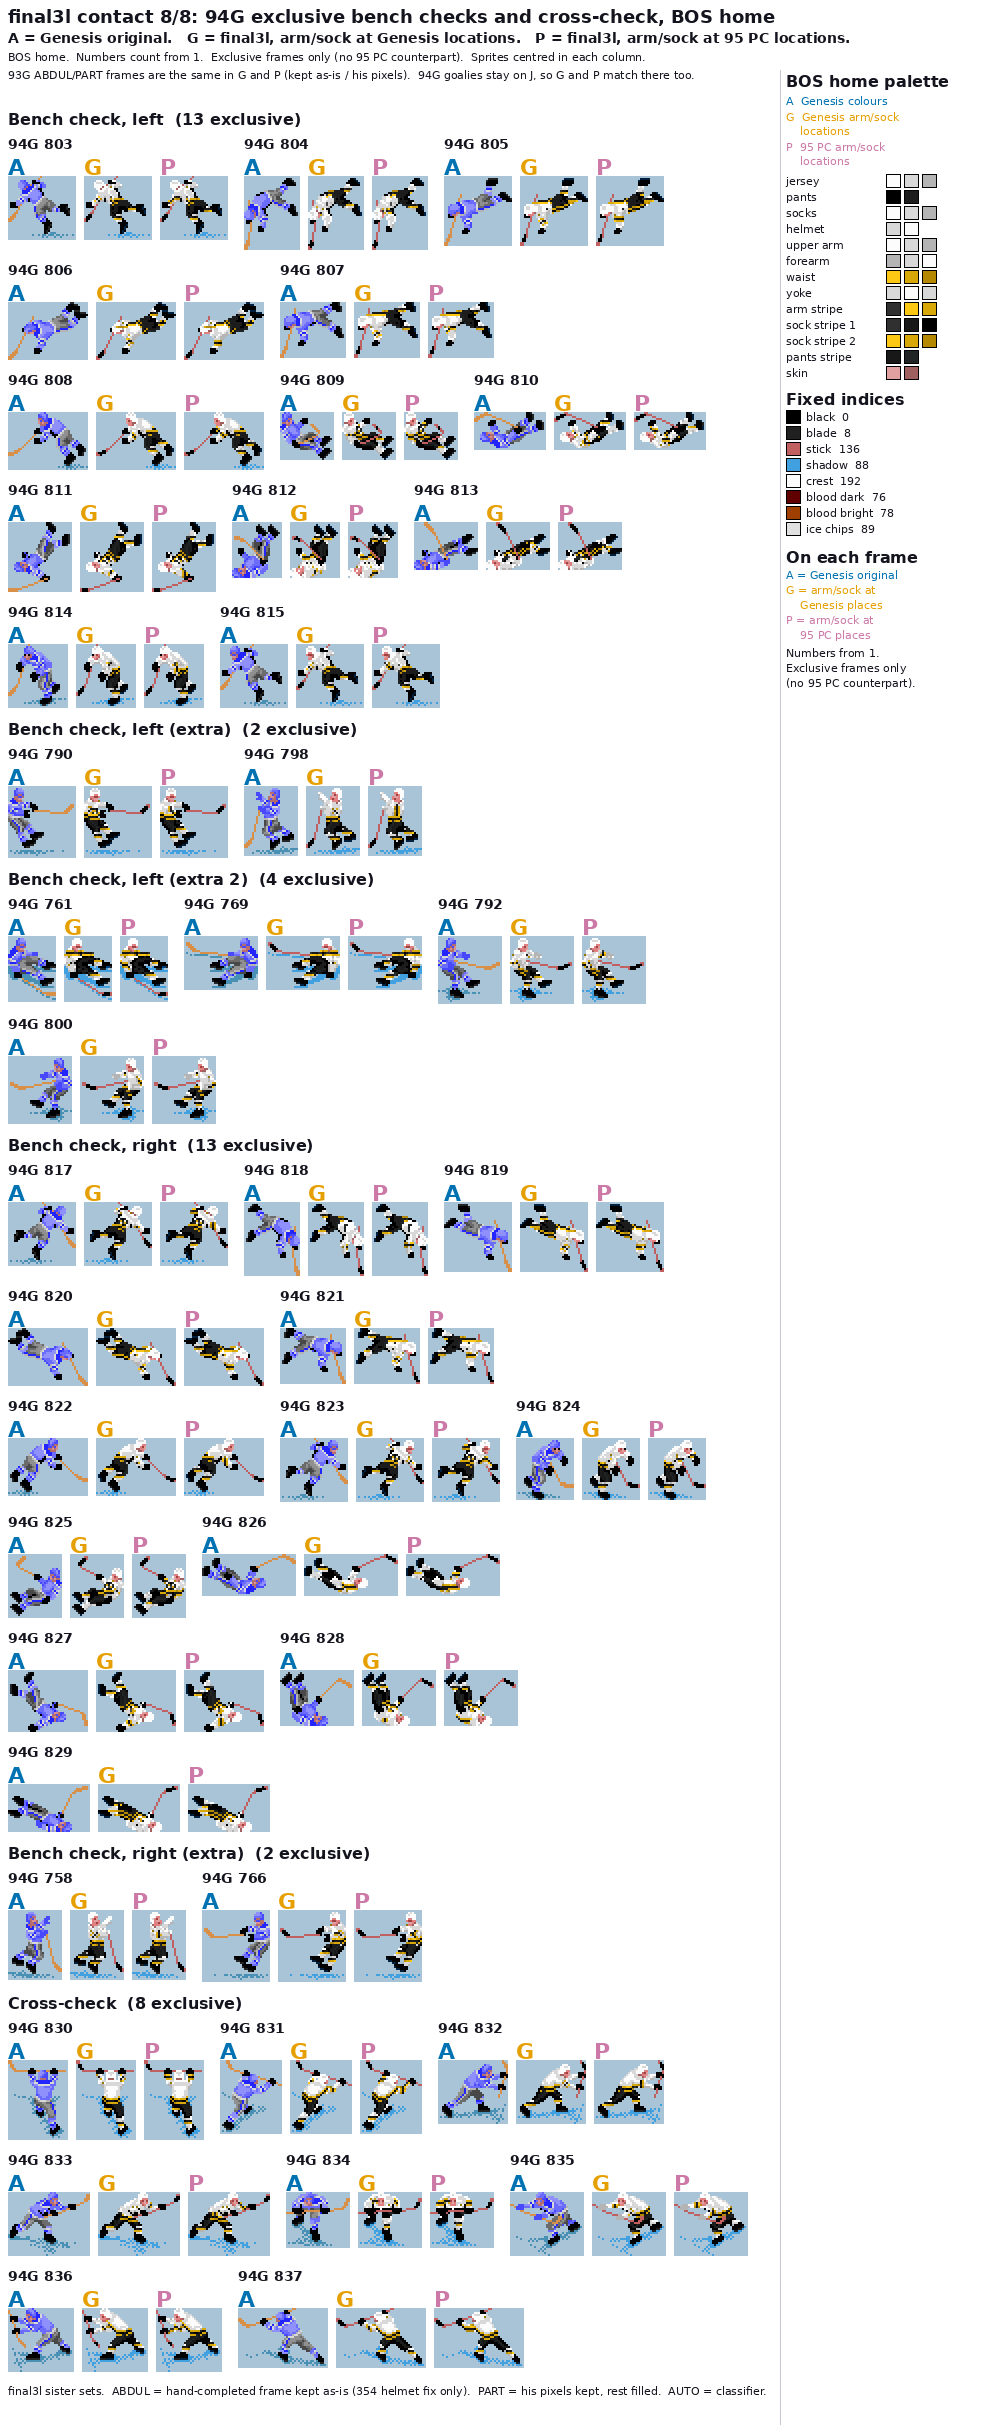 final3l contact 8/8: 94G exclusive bench checks and cross-check, BOS home
A = Genesis original.   G = final3l, arm/sock at Genesis locations.   P = final3l, arm/sock at 95 PC locations.
BOS home.  Numbers count from 1.  Exclusive frames only (no 95 PC counterpart).  Sprites centred in each column.
93G ABDUL/PART frames are the same in G and P (kept as-is / his pixels).  94G goalies stay on J, so G and P match there too.
Bench check, left  (13 exclusive)
94G 803 94G 804 94G 805
A G P A G P A G P
94G 806 94G 807
A G P A G P
94G 808 94G 809 94G 810
A G P A G P A G P
94G 811 94G 812 94G 813
A G P A G P A G P
94G 814 94G 815
A G P A G P
Bench check, left (extra)  (2 exclusive)
94G 790 94G 798
A G P A G P
Bench check, left (extra 2)  (4 exclusive)
94G 761 94G 769 94G 792
A G P A G P A G P
94G 800
A G P
Bench check, right  (13 exclusive)
94G 817 94G 818 94G 819
A G P A G P A G P
94G 820 94G 821
A G P A G P
94G 822 94G 823 94G 824
A G P A G P A G P
94G 825 94G 826
A G P A G P
94G 827 94G 828
A G P A G P
94G 829
A G P
Bench check, right (extra)  (2 exclusive)
94G 758 94G 766
A G P A G P
Cross-check  (8 exclusive)
94G 830 94G 831 94G 832
A G P A G P A G P
94G 833 94G 834 94G 835
A G P A G P A G P
94G 836 94G 837
A G P A G P
final3l sister sets.  ABDUL = hand-completed frame kept as-is (354 helmet fix only).  PART = his pixels kept, rest filled.  AUTO = classifier.
BOS home palette
A  Genesis colours
G  Genesis arm/sock
locations
P  95 PC arm/sock
locations
jersey
pants
socks
helmet
upper arm
forearm
waist
yoke
arm stripe
sock stripe 1
sock stripe 2
pants stripe
skin
Fixed indices
black  0
blade  8
stick  136
shadow  88
crest  192
blood dark  76
blood bright  78
ice chips  89
On each frame
A = Genesis original
G = arm/sock at
Genesis places
P = arm/sock at
95 PC places
Numbers from 1.
Exclusive frames only
(no 95 PC counterpart).